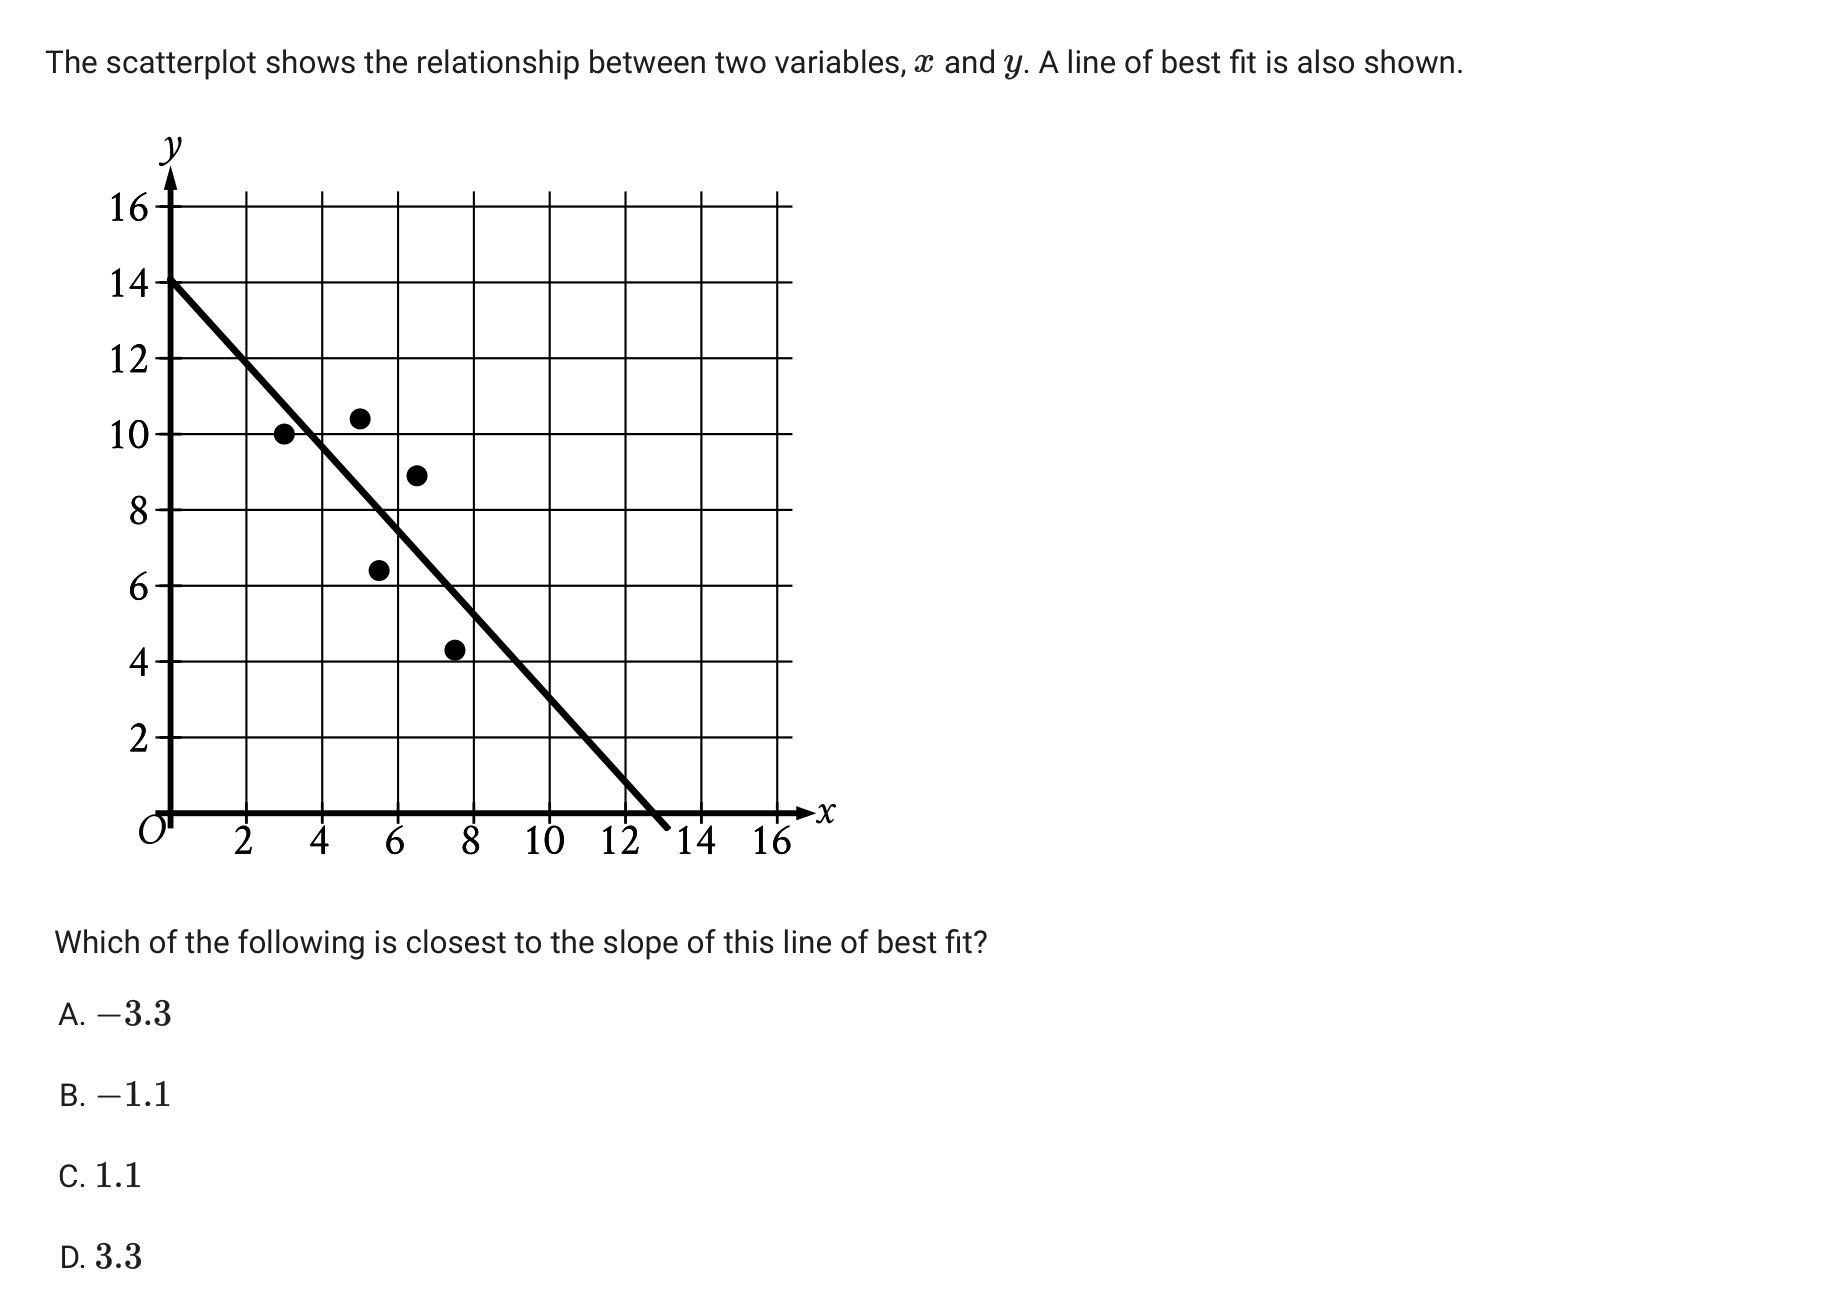 The scatterplot shows the relationship between two variables, x and y. A line of best fit is also shown.
y
16
14
12
10
8
6
4
2
O 2 4 6 8 10 12 14 16 x
Which of the following is closest to the slope of this line of best fit?
A. −3.3
B. −1.1
C. 1.1
D. 3.3